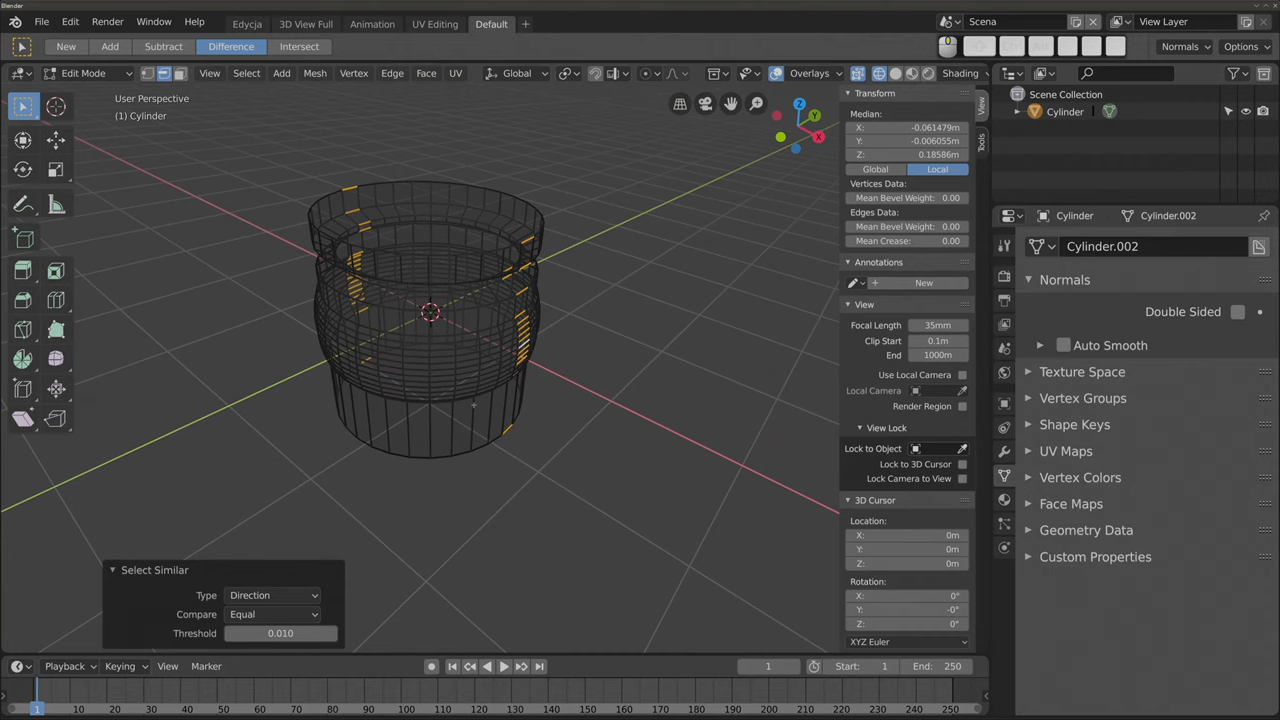 Blender
File Edit Render Window Help
Edycja 3D View Full Animation UV Editing Default +
Scena View Layer
New Add Subtract Difference Intersect
Normals Options
Edit Mode View Select Add Mesh Vertex Edge Face UV Global Overlays Shading
User Perspective
(1) Cylinder
X Y Z
Transform
Median:
X: -0.061479m
Y: -0.006055m
Z: 0.18586m
Global Local
Vertices Data:
Mean Bevel Weight: 0.00
Edges Data:
Mean Bevel Weight: 0.00
Mean Crease: 0.00
Annotations
+ New
View
Focal Length 35mm
Clip Start 0.1m
End 1000m
Use Local Camera
Local Camera
Render Region
View Lock
Lock to Object
Lock to 3D Cursor
Lock Camera to View
3D Cursor
Location:
X: 0m
Y: 0m
Z: 0m
Rotation:
X: 0°
Y: -0°
Z: 0°
XYZ Euler
View
Tools
Scene Collection
Cylinder
Cylinder Cylinder.002
Cylinder.002
Normals
Double Sided
Auto Smooth
Texture Space
Vertex Groups
Shape Keys
UV Maps
Vertex Colors
Face Maps
Geometry Data
Custom Properties
Select Similar
Type Direction
Compare Equal
Threshold 0.010
Playback Keying View Marker
1 Start: 1 End: 250
1 10 20 30 40 50 60 70 80 90 100 110 120 130 140 150 160 170 180 190 200 210 220 230 240 250